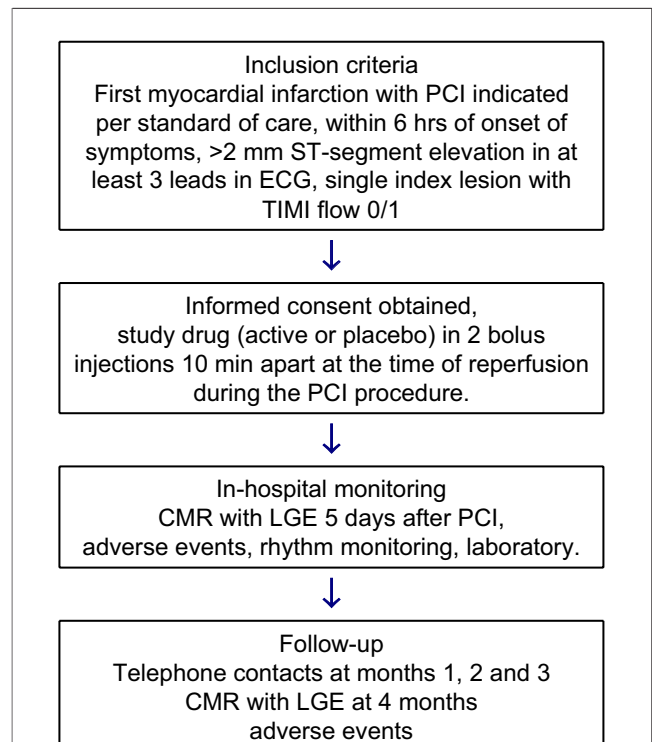 Inclusion criteria
First myocardial infarction with PCI indicated
per standard of care, within 6 hrs of onset of
symptoms, >2 mm ST-segment elevation in at
least 3 leads in ECG, single index lesion with
TIMI flow 0/1
Informed consent obtained,
study drug (active or placebo) in 2 bolus
injections 10 min apart at the time of reperfusion
during the PCI procedure.
In-hospital monitoring
CMR with LGE 5 days after PCI,
adverse events, rhythm monitoring, laboratory.
Follow-up
Telephone contacts at months 1, 2 and 3
CMR with LGE at 4 months
adverse events